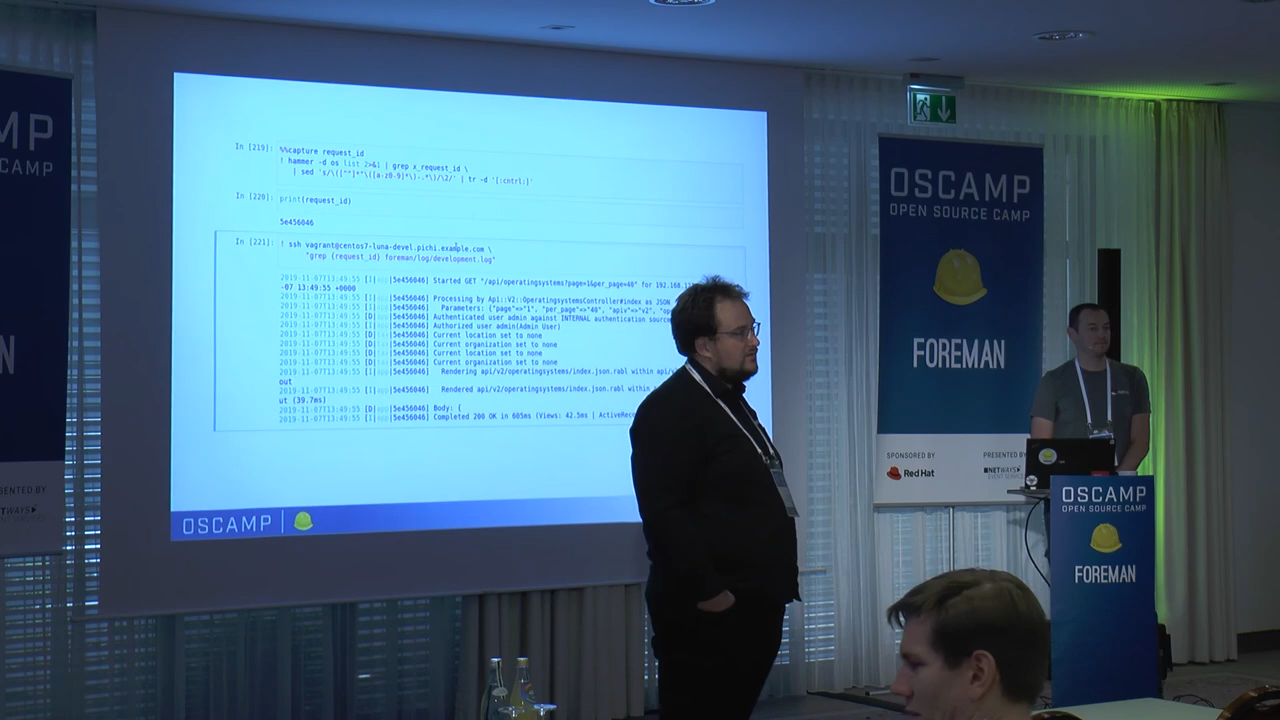 MP
CAMP
N
SENTED BY
In [219]: %%capture request_id
! hammer -d os list 2>&1 | grep x_request_id \
In [220]: print(request_id)
5e456046
In [221]: ! ssh vagrant@centos7-luna-devel.pichi.example.com \
"grep {request_id} foreman/log/development.log"
2019-11-07T13:49:55 [I|app|5e456046] Started GET "/api/operatingsystems?page=1&per_page=40" for 192.168.1
-07 13:49:55 +0000
2019-11-07T13:49:55 [I|app|5e456046] Processing by Api::V2::OperatingsystemsController#index as JSON
2019-11-07T13:49:55 [I|app|5e456046] Parameters: {"page"=>"1", "per_page"=>"40", "apiv"=>"v2",
2019-11-07T13:49:55 [D|app|5e456046] Authenticated user admin against INTERNAL authentication source
2019-11-07T13:49:55 [I|app|5e456046] Authorized user admin(Admin User)
2019-11-07T13:49:55 [D|app|5e456046] Current location set to none
2019-11-07T13:49:55 [D|app|5e456046] Current organization set to none
2019-11-07T13:49:55 [D|app|5e456046] Current location set to none
2019-11-07T13:49:55 [D|app|5e456046] Current organization set to none
2019-11-07T13:49:55 [I|app|5e456046] Rendering api/v2/operatingsystems/index.json.rabl within api/v
out
2019-11-07T13:49:55 [I|app|5e456046] Rendered api/v2/operatingsystems/index.json.rabl within
ut (39.7ms)
2019-11-07T13:49:55 [D|app|5e456046] Body: {
2019-11-07T13:49:55 [I|app|5e456046] Completed 200 OK in 605ms (Views: 42.5ms | ActiveReco
OSCAMP
OSCAMP
OPEN SOURCE CAMP
FOREMAN
SPONSORED BY
Red Hat
PRESENTED BY
NETWAYS
EVENT SERVICES
OSCAMP
OPEN SOURCE CAMP
FOREMAN